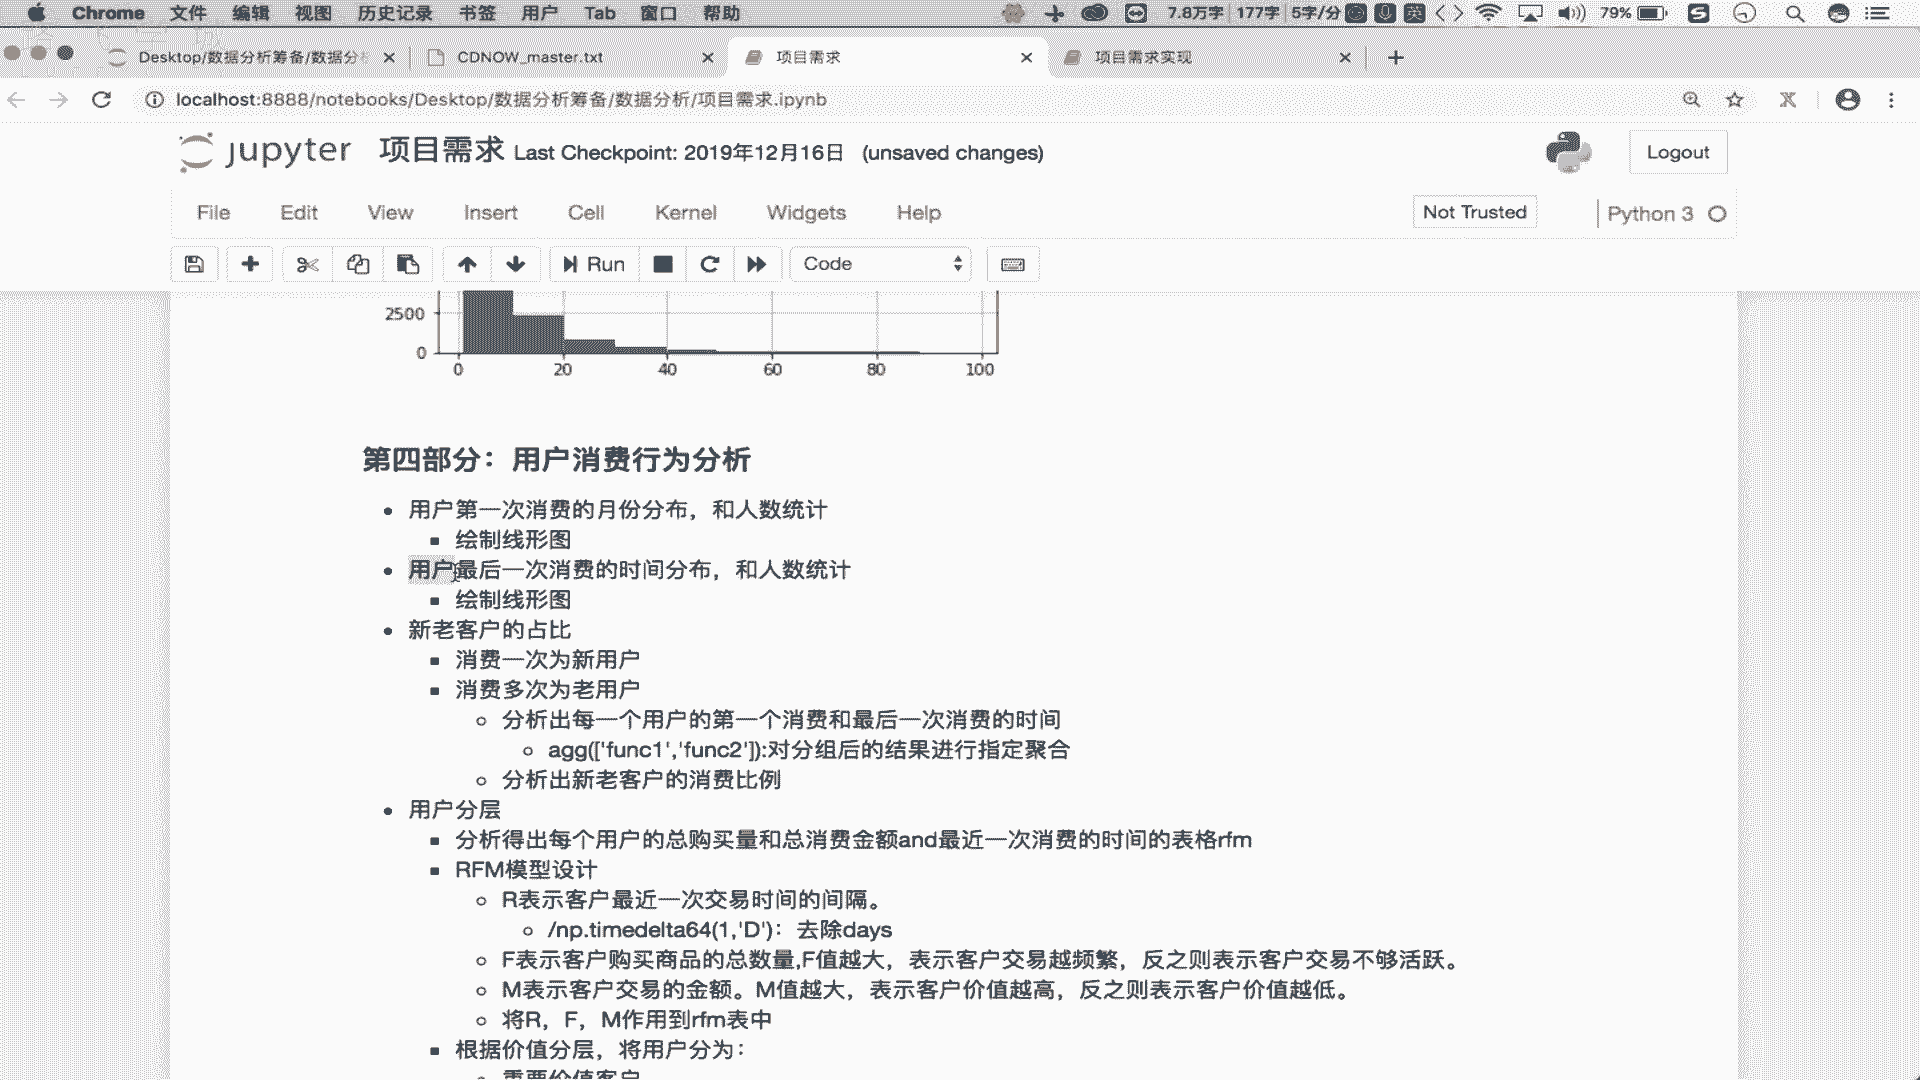 Chrome 文件 编辑 视图 历史记录 书签 用户 Tab 窗口 帮助 7.8万字 177字 5字/分 英 79%
Desktop/数据分析筹备/数据分 CDNOW_master.txt 项目需求 项目需求实现
localhost:8888/notebooks/Desktop/数据分析筹备/数据分析/项目需求.ipynb
jupyter 项目需求 Last Checkpoint: 2019年12月16日 (unsaved changes) Logout
File Edit View Insert Cell Kernel Widgets Help Not Trusted Python 3
Run Code
2500
0
0 20 40 60 80 100
第四部分：用户消费行为分析
用户第一次消费的月份分布，和人数统计
绘制线形图
用户最后一次消费的时间分布，和人数统计
绘制线形图
新老客户的占比
消费一次为新用户
消费多次为老用户
分析出每一个用户的第一个消费和最后一次消费的时间
agg(['func1','func2']):对分组后的结果进行指定聚合
分析出新老客户的消费比例
用户分层
分析得出每个用户的总购买量和总消费金额and最近一次消费的时间的表格rfm
RFM模型设计
R表示客户最近一次交易时间的间隔。
/np.timedelta64(1,'D')：去除days
F表示客户购买商品的总数量,F值越大，表示客户交易越频繁，反之则表示客户交易不够活跃。
M表示客户交易的金额。M值越大，表示客户价值越高，反之则表示客户价值越低。
将R，F，M作用到rfm表中
根据价值分层，将用户分为：
重要价值客户